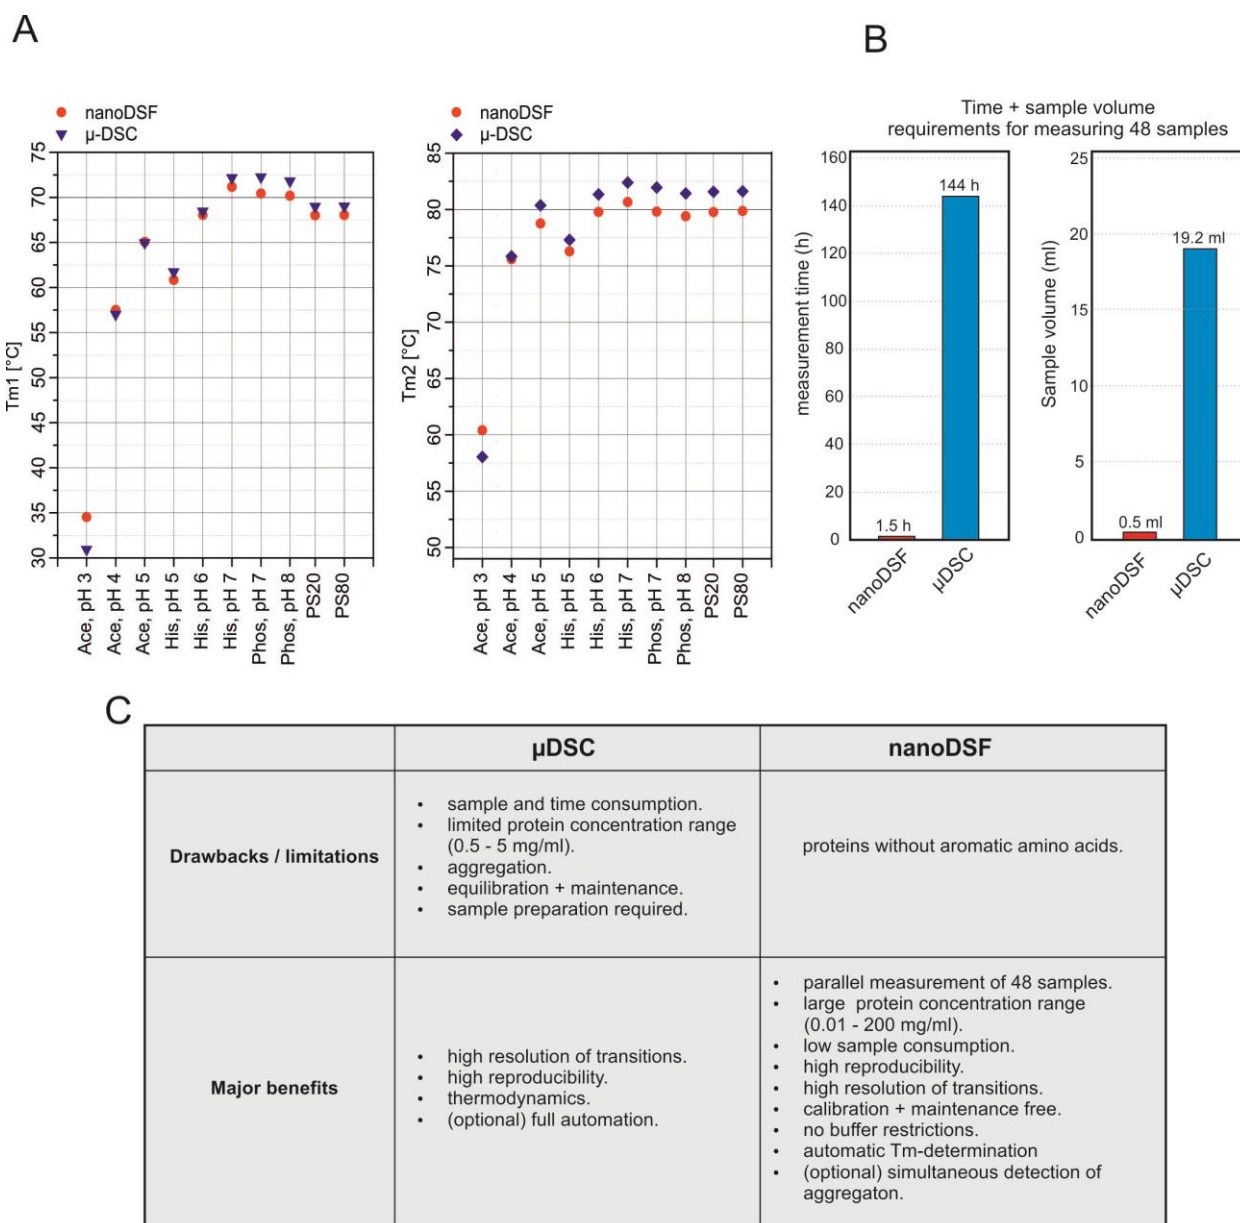 A
nanoDSF
μ-DSC
75
70
65
60
55
50
45
40
35
30
Tm1 [°C]
Ace, pH 3
Ace, pH 4
Ace, pH 5
His, pH 5
His, pH 6
His, pH 7
Phos, pH 7
Phos, pH 8
PS20
PS80
nanoDSF
μ-DSC
85
80
75
70
65
60
55
50
Tm2 [°C]
Ace, pH 3
Ace, pH 4
Ace, pH 5
His, pH 5
His, pH 6
His, pH 7
Phos, pH 7
Phos, pH 8
PS20
PS80
B
Time + sample volume
requirements for measuring 48 samples
160
140
120
100
80
60
40
20
0
measurement time (h)
144 h
1.5 h
nanoDSF
μDSC
25
20
15
10
5
0
Sample volume (ml)
19.2 ml
0.5 ml
nanoDSF
μDSC
C
μDSC
nanoDSF
Drawbacks / limitations
• sample and time consumption.
• limited protein concentration range
(0.5 - 5 mg/ml).
• aggregation.
• equilibration + maintenance.
• sample preparation required.
proteins without aromatic amino acids.
Major benefits
• high resolution of transitions.
• high reproducibility.
• thermodynamics.
• (optional) full automation.
• parallel measurement of 48 samples.
• large protein concentration range
(0.01 - 200 mg/ml).
• low sample consumption.
• high reproducibility.
• high resolution of transitions.
• calibration + maintenance free.
• no buffer restrictions.
• automatic Tm-determination
• (optional) simultaneous detection of
aggregaton.